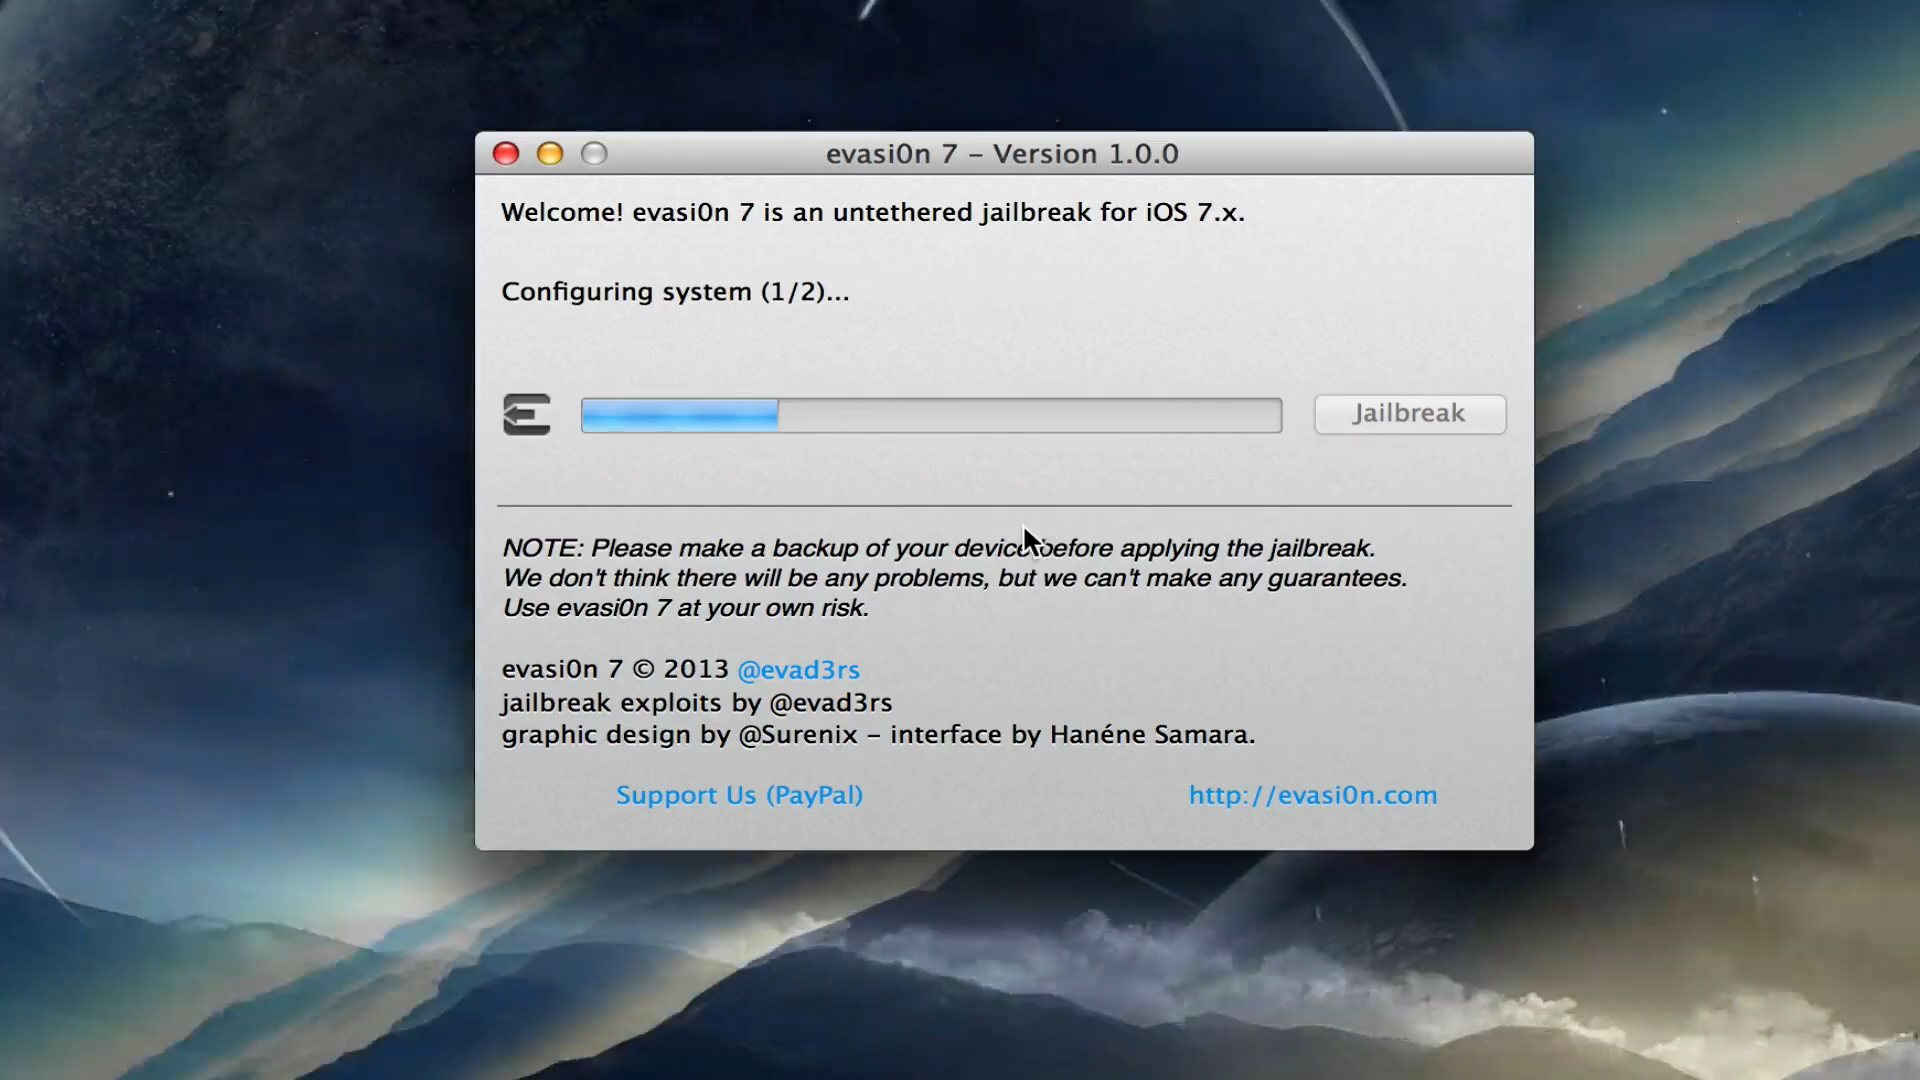 evasi0n 7 – Version 1.0.0
Welcome! evasi0n 7 is an untethered jailbreak for iOS 7.x.
Configuring system (1/2)...
Jailbreak
NOTE: Please make a backup of your device before applying the jailbreak.
We don't think there will be any problems, but we can't make any guarantees.
Use evasi0n 7 at your own risk.
evasi0n 7 © 2013 @evad3rs
jailbreak exploits by @evad3rs
graphic design by @Surenix – interface by Hanéne Samara.
Support Us (PayPal)
http://evasi0n.com